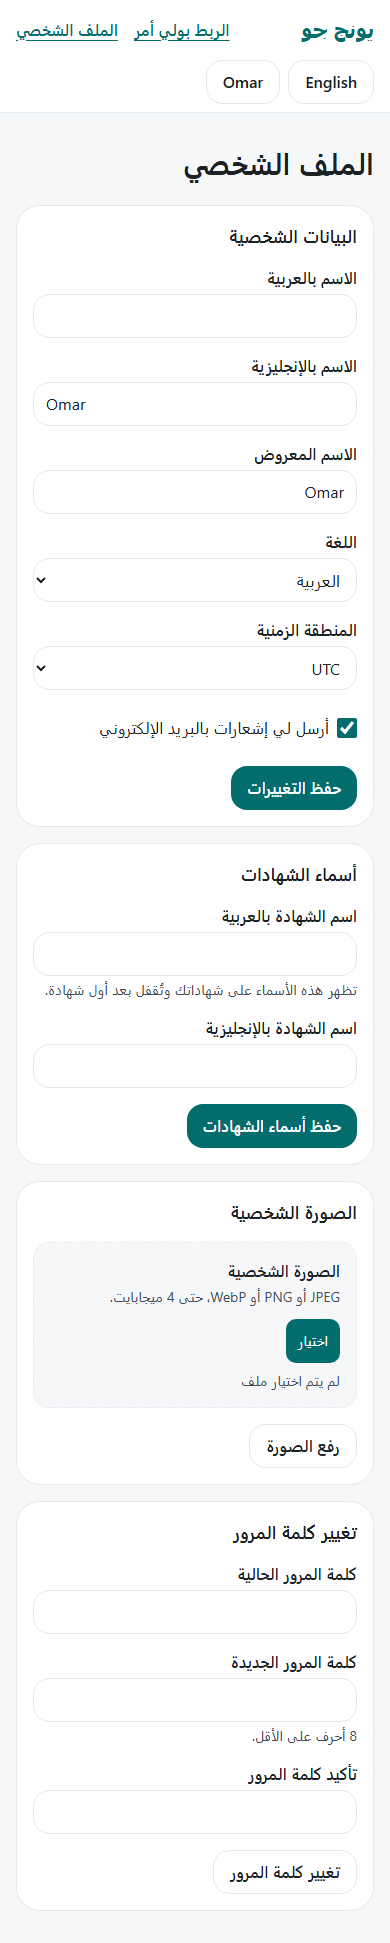 يونج جو
الربط بولي أمر
الملف الشخصي
English
Omar
الملف الشخصي
البيانات الشخصية
الاسم بالعربية
الاسم بالإنجليزية
Omar
الاسم المعروض
Omar
اللغة
العربية
المنطقة الزمنية
UTC
أرسل لي إشعارات بالبريد الإلكتروني
حفظ التغييرات
أسماء الشهادات
اسم الشهادة بالعربية
تظهر هذه الأسماء على شهاداتك وتُقفل بعد أول شهادة.
اسم الشهادة بالإنجليزية
حفظ أسماء الشهادات
الصورة الشخصية
الصورة الشخصية
JPEG أو PNG أو WebP، حتى 4 ميجابايت.
اختيار
لم يتم اختيار ملف
رفع الصورة
تغيير كلمة المرور
كلمة المرور الحالية
كلمة المرور الجديدة
8 أحرف على الأقل.
تأكيد كلمة المرور
تغيير كلمة المرور